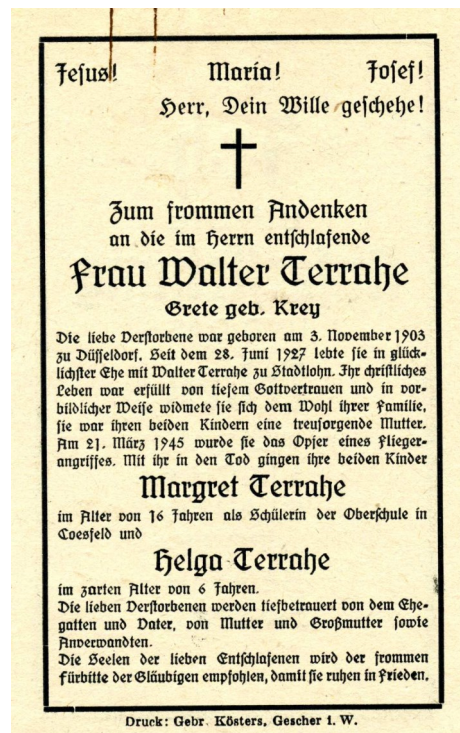 Jesus! Maria! Josef!
Herr, Dein Wille geschehe!
Zum frommen Andenken
an die im Herrn entschlafende
Frau Walter Terrahe
Grete geb. Krey
Die liebe Verstorbene war geboren am 3. November 1903
zu Düsseldorf. Seit dem 28. Juni 1927 lebte sie in glück-
lichster Ehe mit Walter Terrahe zu Stadtlohn. Ihr christliches
Leben war erfüllt von tiefem Gottvertrauen und in vor-
bildlicher Weise widmete sie sich dem Wohl ihrer Familie,
sie war ihren beiden Kindern eine treusorgende Mutter.
Am 21. März 1945 wurde sie das Opfer eines Flieger-
angriffes. Mit ihr in den Tod gingen ihre beiden Kinder
Margret Terrahe
im Alter von 16 Jahren als Schülerin der Oberschule in
Coesfeld und
Helga Terrahe
im zarten Alter von 6 Jahren.
Die lieben Verstorbenen werden tiefbetrauert von dem Ehe-
gatten und Vater, von Mutter und Großmutter sowie
Anverwandten.
Die Seelen der lieben Entschlafenen wird der frommen
Fürbitte der Gläubigen empfohlen, damit sie ruhen in Frieden.
Druck: Gebr. Kösters, Gescher i. W.